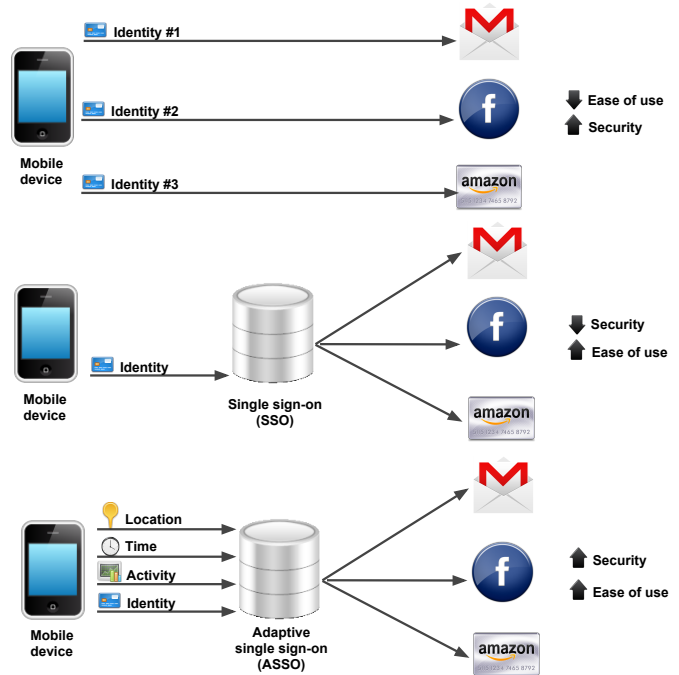 Identity #1
Identity #2
Ease of use
Security
Mobile
device
Identity #3
amazon
Security
Ease of use
Identity
Mobile
device
Single sign-on
(SSO)
amazon
Location
Time
Activity
Identity
Security
Ease of use
Mobile
device
Adaptive
single sign-on
(ASSO)
amazon